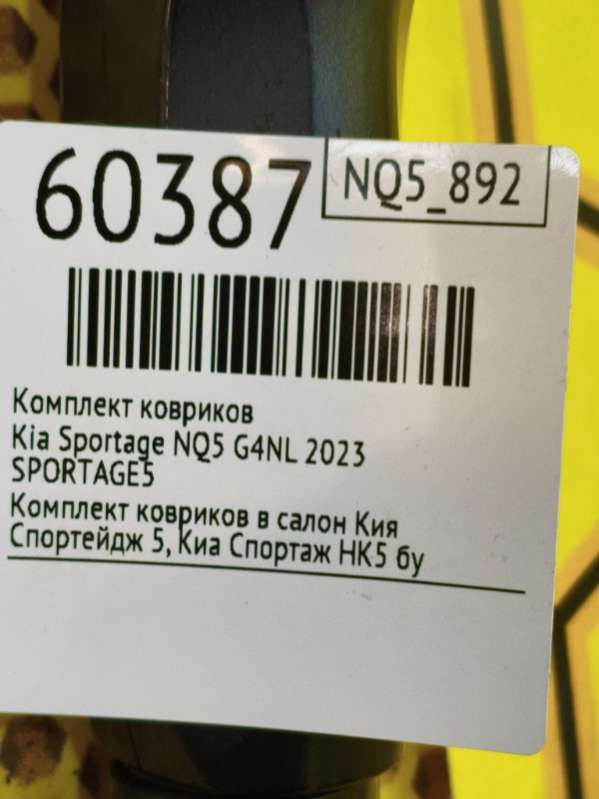 60387
NQ5_892
Комплект ковриков
Kia Sportage NQ5 G4NL 2023
SPORTAGE5
Комплект ковриков в салон Кия
Спортейдж 5, Киа Спортаж НК5 бу